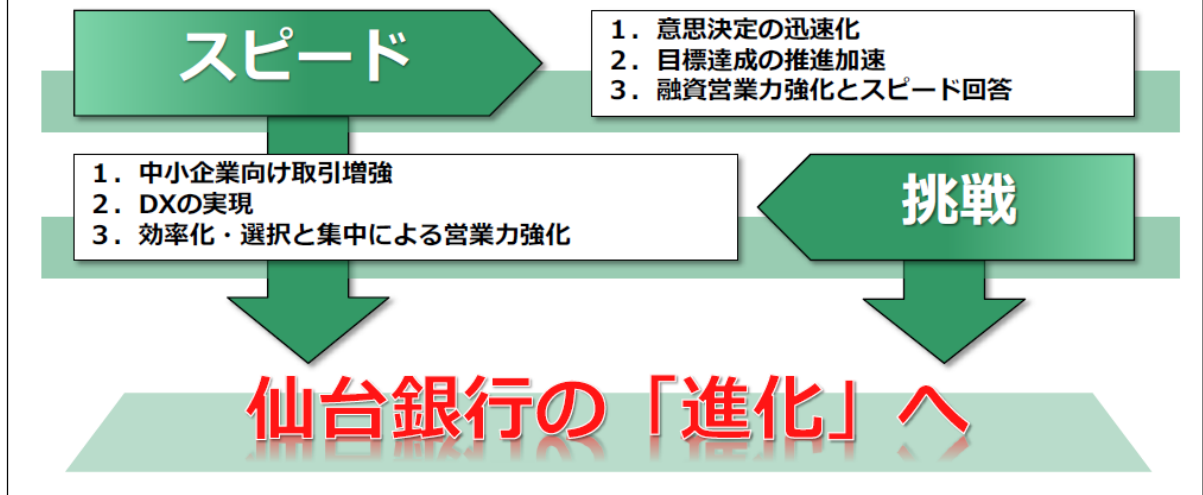 スピード
1．意思決定の迅速化
2．目標達成の推進加速
3．融資営業力強化とスピード回答
1．中小企業向け取引増強
2．DXの実現
3．効率化・選択と集中による営業力強化
挑戦
仙台銀行の「進化」へ